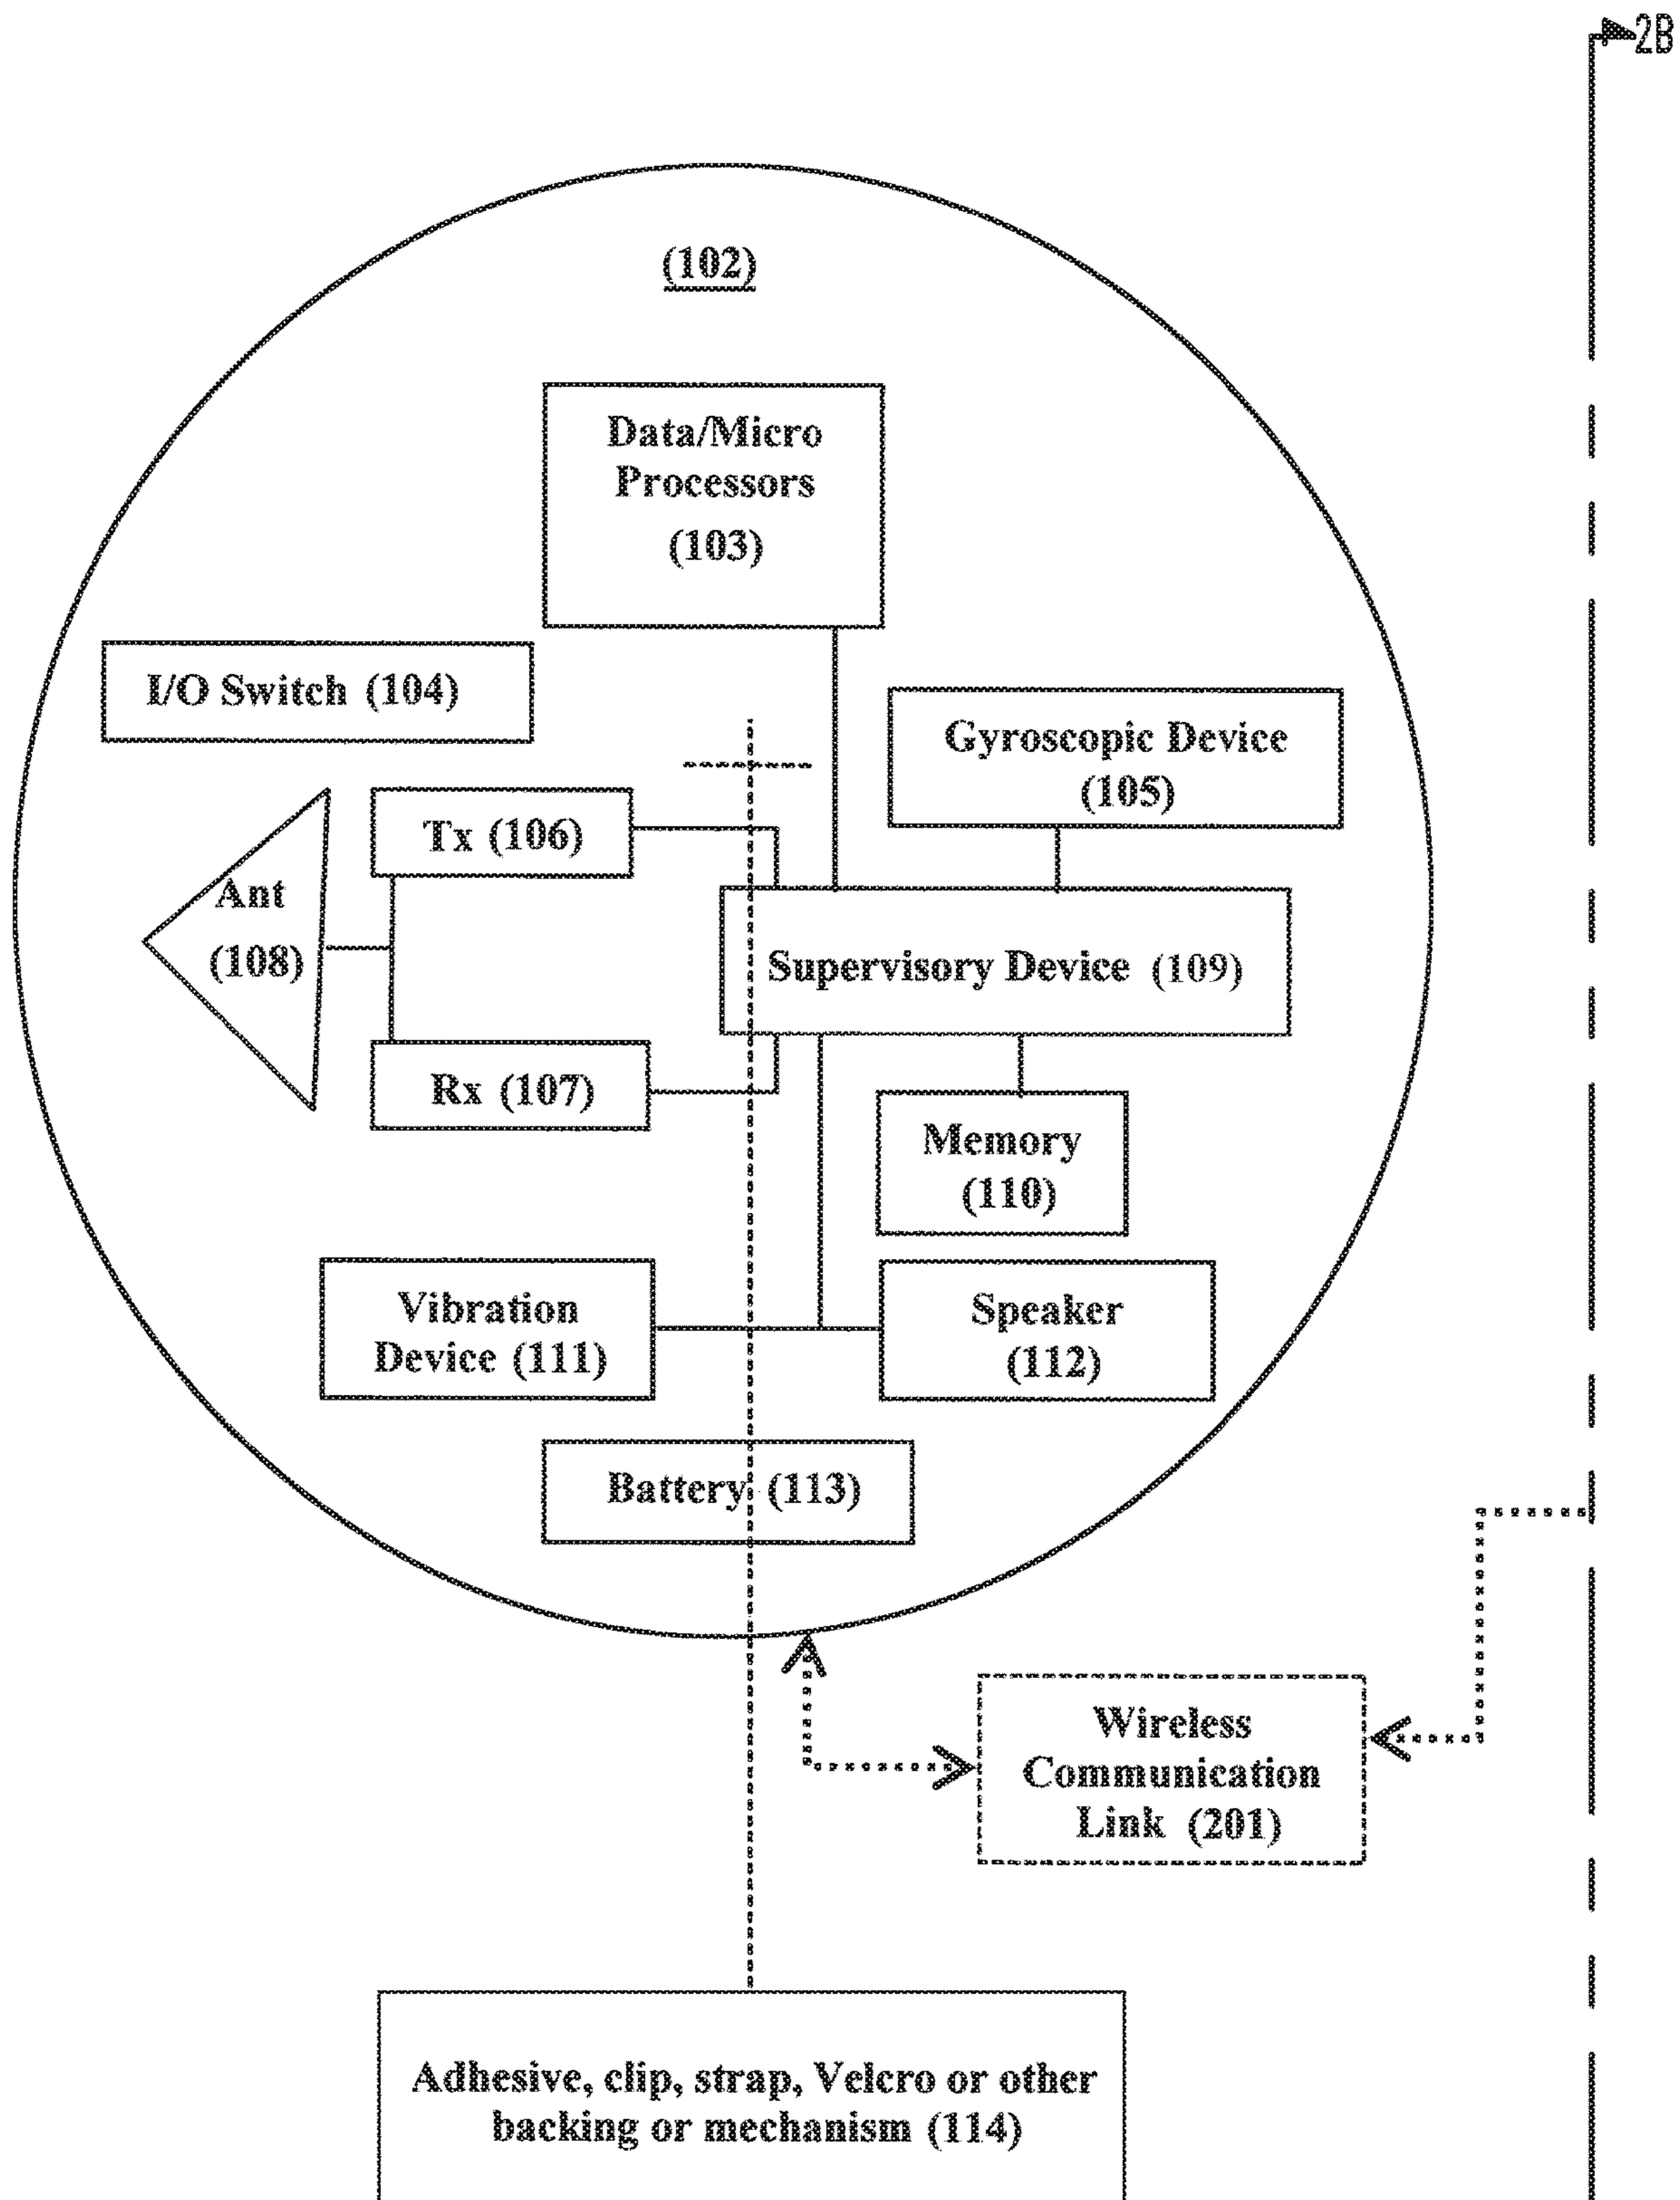 2B
(102)
Data/Micro
Processors
(103)
I/O Switch (104)
Gyroscopic Device
(105)
Tx (106)
Ant
(108)
Supervisory Device (109)
Rx (107)
Memory
(110)
Vibration
Device (111)
Speaker
(112)
Battery (113)
Wireless
Communication
Link (201)
Adhesive, clip, strap, Velcro or other
backing or mechanism (114)